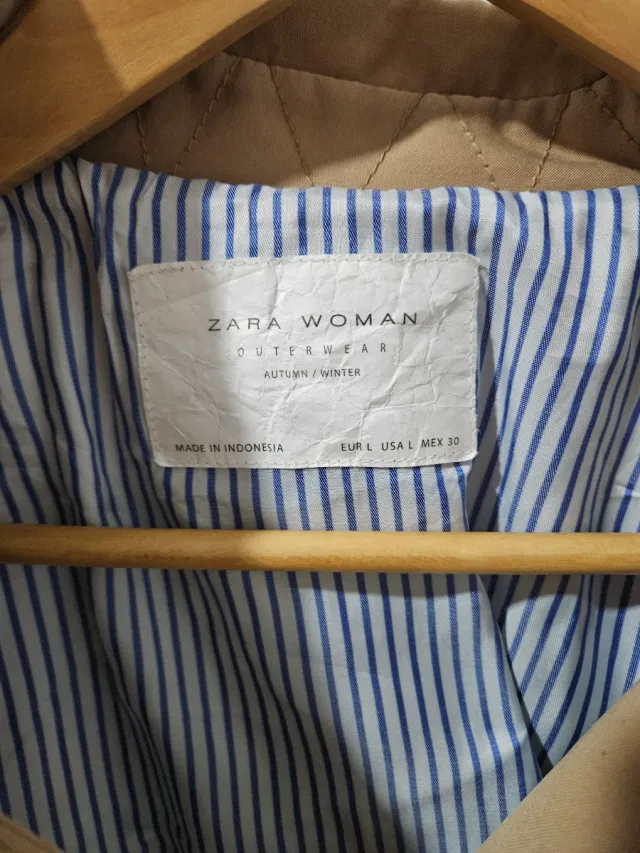 ZARA WOMAN
OUTERWEAR
AUTUMN / WINTER
MADE IN INDONESIA EUR L USA L MEX 30